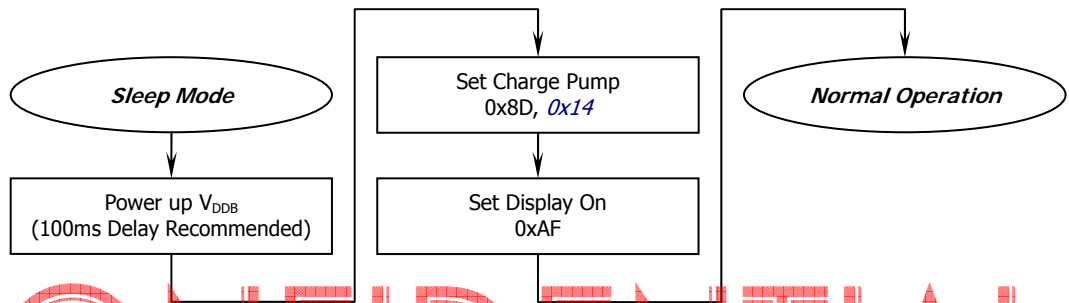 Sleep Mode
Power up VDDB
(100ms Delay Recommended)
Set Charge Pump
0x8D, 0x14
Set Display On
0xAF
Normal Operation